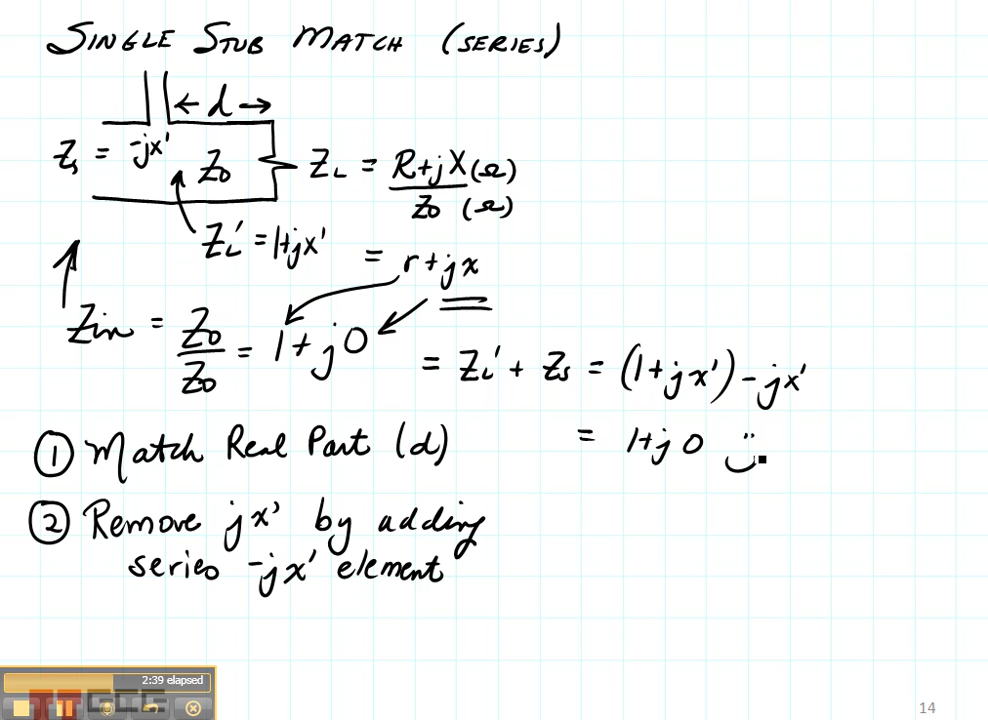 SINGLE STUB MATCH (SERIES)
← d →
Zs = -jx'
Z0
ZL = R+jX (Ω)
Z0 (Ω)
ZL' = 1+jx'
= r+jx
Zin = Z0/Z0 = 1+j0
= ZL' + Zs = (1+jx') -jx'
① Match Real Part (d)
= 1+j0
② Remove jx' by adding
series -jx' element
2:39 elapsed
14